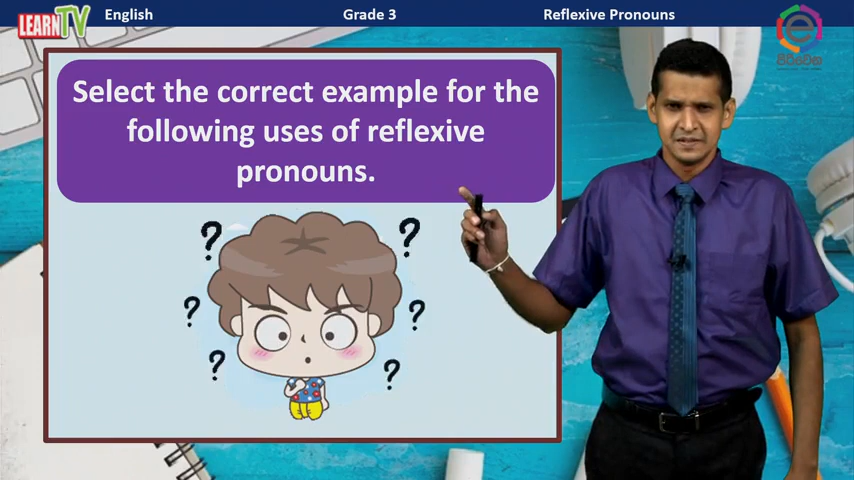 LEARN TV
English
Grade 3
Reflexive Pronouns
Select the correct example for the
following uses of reflexive
pronouns.
? ?
? ?
? ?
e